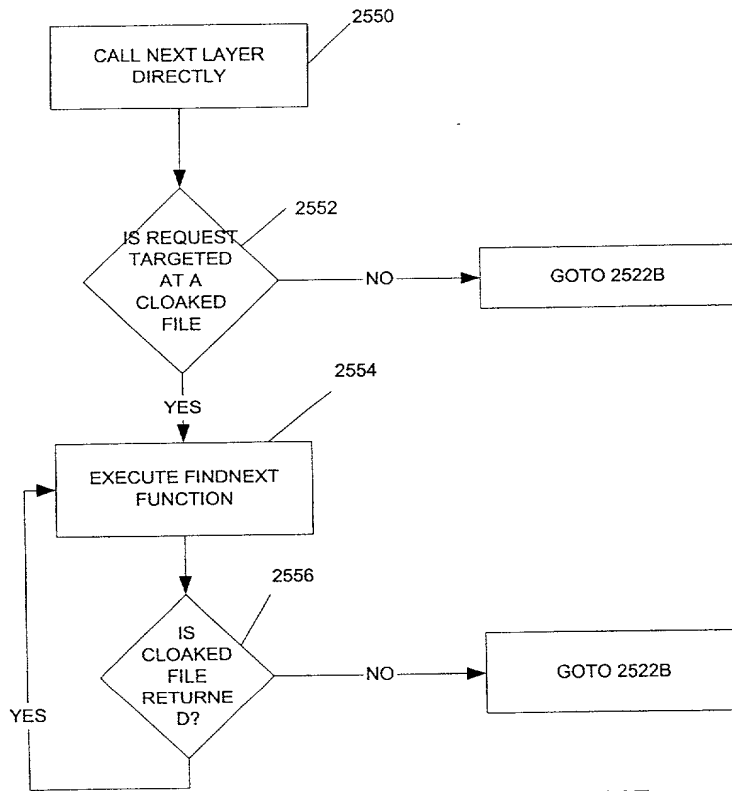 2550
CALL NEXT LAYER
DIRECTLY
2552
IS REQUEST
TARGETED
AT A
CLOAKED
FILE
NO
GOTO 2522B
YES
2554
EXECUTE FINDNEXT
FUNCTION
2556
IS
CLOAKED
FILE
RETURNE
D?
NO
GOTO 2522B
YES